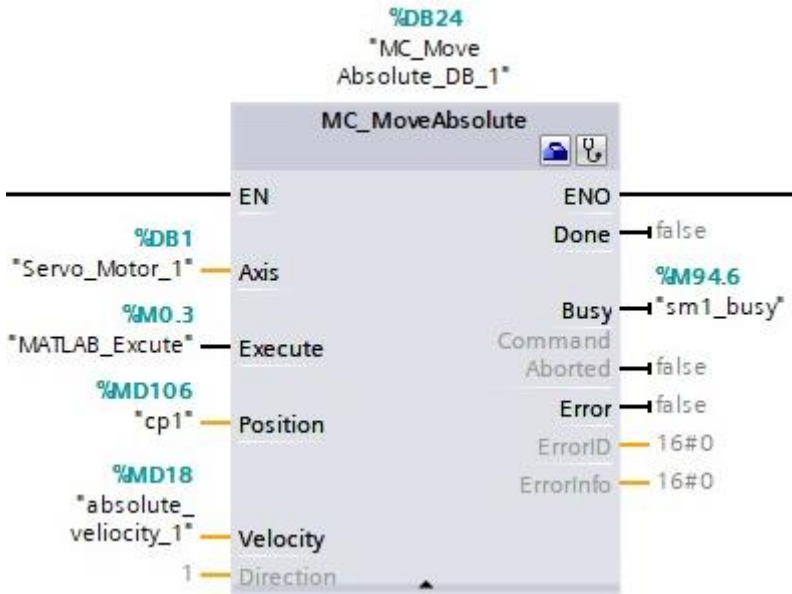 %DB24
"MC_Move
Absolute_DB_1"
MC_MoveAbsolute
EN
ENO
%DB1
"Servo_Motor_1"
Axis
Done
false
%M0.3
"MATLAB_Excute"
Execute
%M94.6
Busy
"sm1_busy"
Command
Aborted
false
%MD106
"cp1"
Position
Error
false
ErrorID
16#0
ErrorInfo
16#0
%MD18
"absolute_
veliocity_1"
Velocity
1
Direction